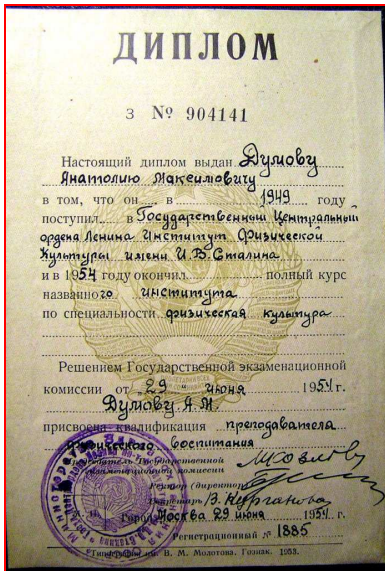 ДИПЛОМ
З № 904141
Настоящий диплом выдан Думову
Анатолию Максимовичу
в том, что он в 1949 году
поступил в Государственный Центральный
ордена Ленина Институт Физической
Культуры имени И.В.Сталина
и в 1954 году окончил полный курс
названного института
по специальности физическая культура
Решением Государственной экзаменационной
комиссии от „29" июня 1954 г.
Думову А.М.
присвоена квалификация преподавателя
физического воспитания
Председатель Государственной
экзаменационной комиссии
Ректор (директор)
Секретарь В. Курганова
Город Москва 29 июня 1954 г.
Регистрационный № 1885
Типография им. В. М. Молотова. Гознак. 1953.